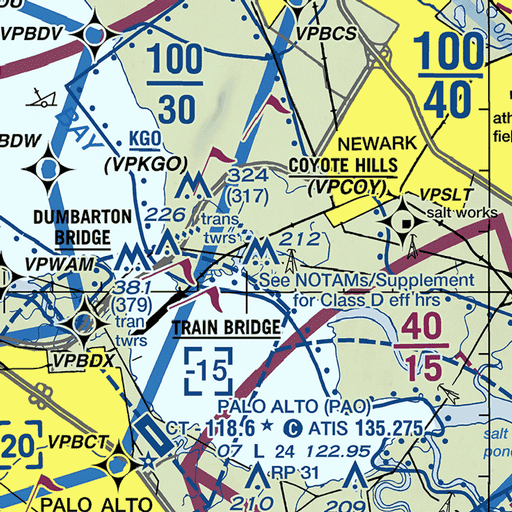 DU
VPBDV
VPBCS
100
30
100
40
ath
fiel
BDW
BAY
KGO
(VPKGO)
NEWARK
COYOTE HILLS
(VPCOY)
324
(317)
VPSLT
salt works
DUMBARTON
BRIDGE
226
trans
twrs
212
VPWAM
381
(379)
tran
twrs
See NOTAMs/Supplement
for Class D eff hrs
TRAIN BRIDGE
40
15
VPBDX
-15
PALO ALTO (PAO)
CT - 118.6 ★ C ATIS 135.275
07 L 24 122.95
RP 31
VPBCT
20
salt
pond
PALO ALTO
210
209